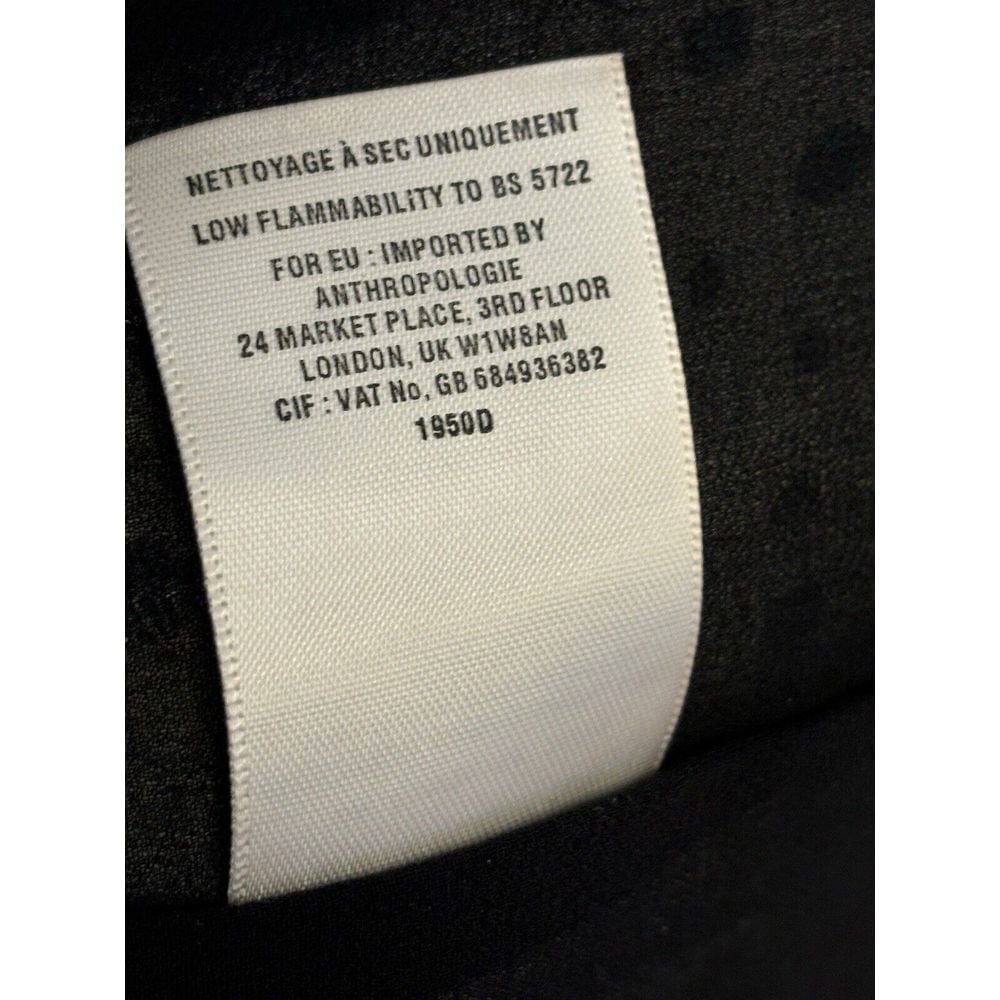 NETTOYAGE À SEC UNIQUEMENT
LOW FLAMMABILITY TO BS 5722
FOR EU : IMPORTED BY
ANTHROPOLOGIE
24 MARKET PLACE, 3RD FLOOR
LONDON, UK W1W8AN
CIF : VAT No, GB 684936382
1950D